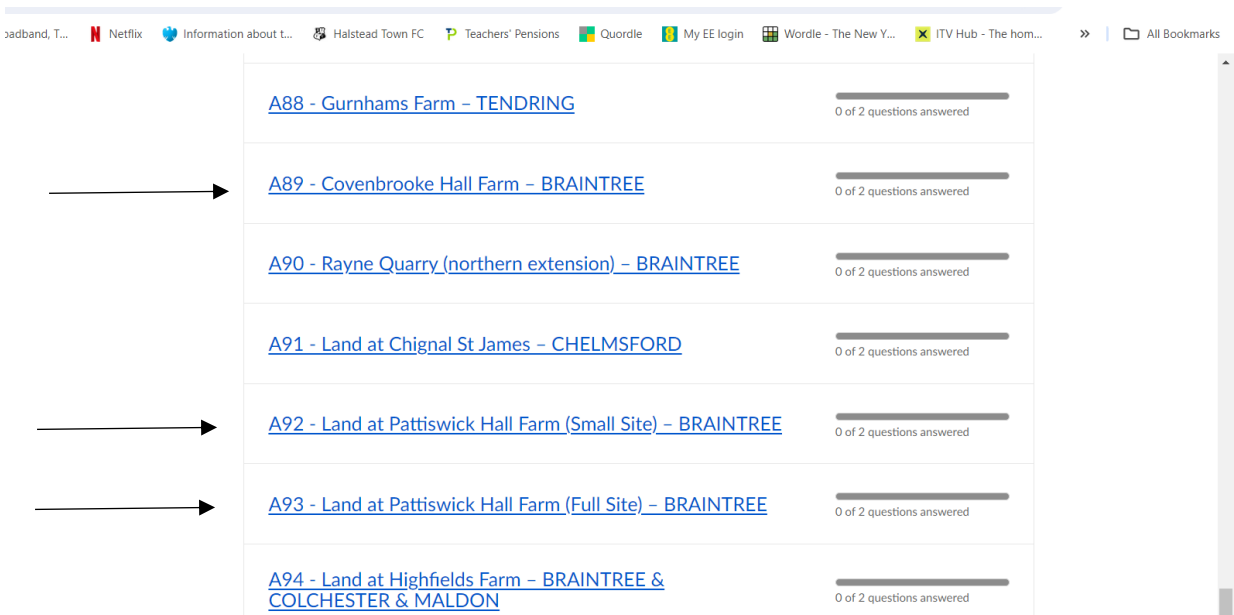 oadband, T... Netflix Information about t... Halstead Town FC Teachers' Pensions Quordle 8 My EE login Wordle - The New Y... X ITV Hub - The hom... » All Bookmarks
A88 - Gurnhams Farm – TENDRING
0 of 2 questions answered
A89 - Covenbrooke Hall Farm – BRAINTREE
0 of 2 questions answered
A90 - Rayne Quarry (northern extension) – BRAINTREE
0 of 2 questions answered
A91 - Land at Chignal St James – CHELMSFORD
0 of 2 questions answered
A92 - Land at Pattiswick Hall Farm (Small Site) – BRAINTREE
0 of 2 questions answered
A93 - Land at Pattiswick Hall Farm (Full Site) – BRAINTREE
0 of 2 questions answered
A94 - Land at Highfields Farm – BRAINTREE &
COLCHESTER & MALDON
0 of 2 questions answered